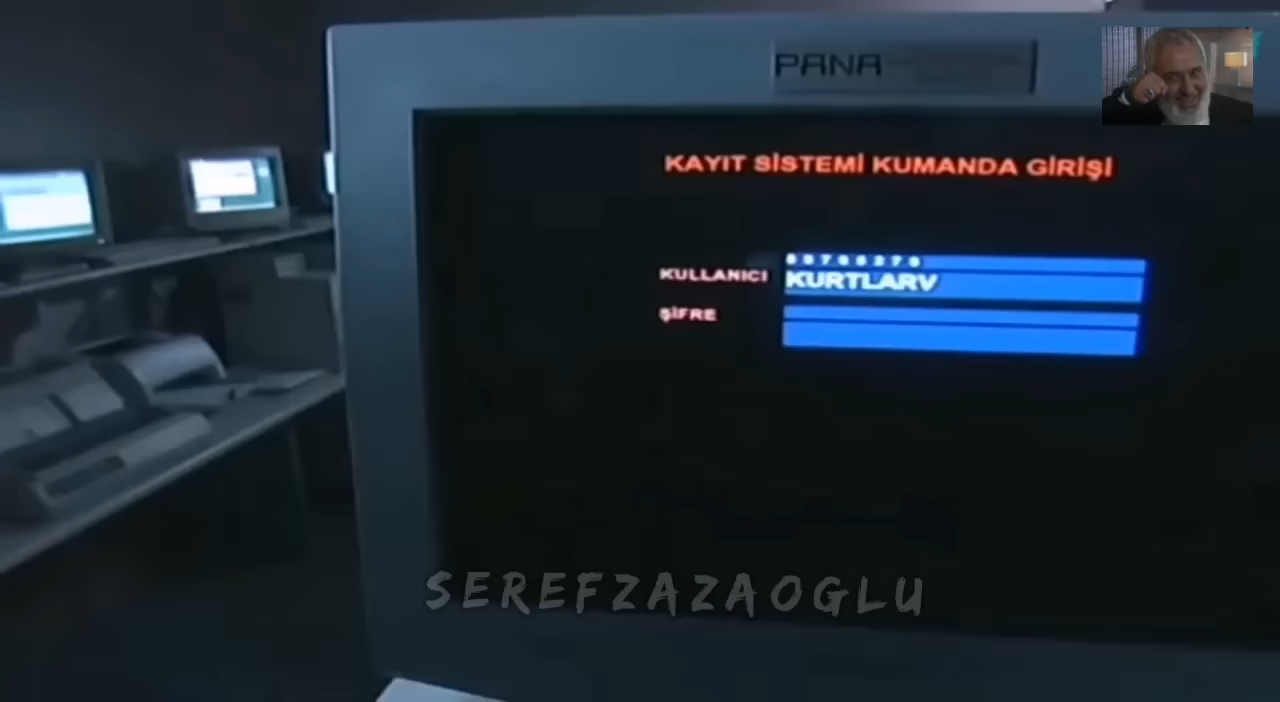 PANA
KAYIT SİSTEMİ KUMANDA GİRİŞİ
KULLANICI
KURTLARV
ŞİFRE
SEREFZAZAOGLU